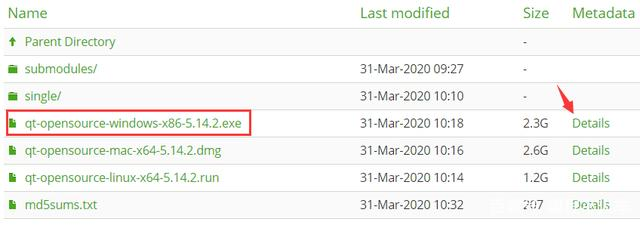 Name Last modified Size Metadata
Parent Directory -
submodules/ 31-Mar-2020 09:27 -
single/ 31-Mar-2020 10:10 -
qt-opensource-windows-x86-5.14.2.exe 31-Mar-2020 10:18 2.3G Details
qt-opensource-mac-x64-5.14.2.dmg 31-Mar-2020 10:16 2.6G Details
qt-opensource-linux-x64-5.14.2.run 31-Mar-2020 10:14 1.2G Details
md5sums.txt 31-Mar-2020 10:32 Details